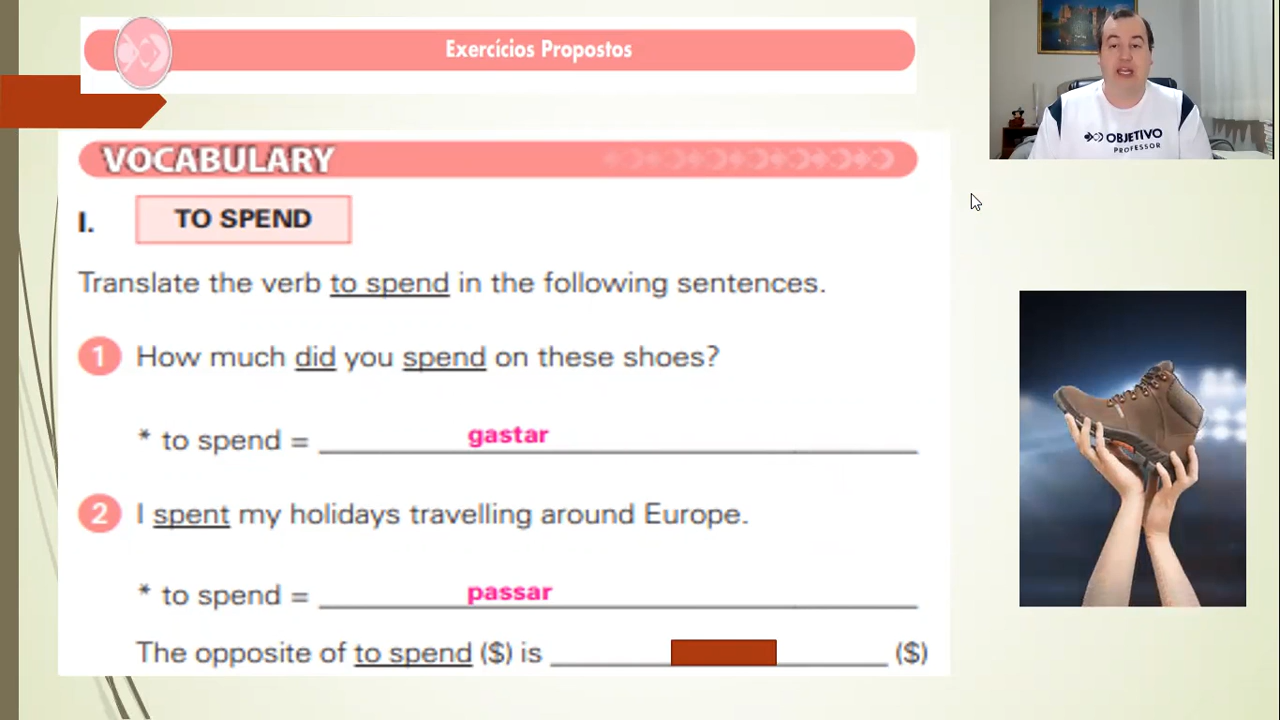 Exercícios Propostos
OBJETIVO
PROFESSOR
VOCABULARY
I. TO SPEND
Translate the verb to spend in the following sentences.
1 How much did you spend on these shoes?
* to spend = gastar
2 I spent my holidays travelling around Europe.
* to spend = passar
The opposite of to spend ($) is ($)